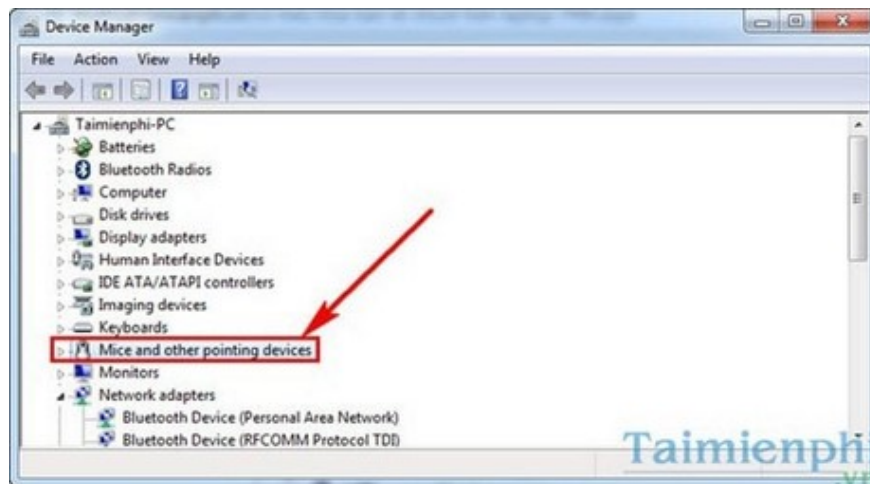 Device Manager
File Action View Help
Taimienphi-PC
Batteries
Bluetooth Radios
Computer
Disk drives
Display adapters
Human Interface Devices
IDE ATA/ATAPI controllers
Imaging devices
Keyboards
Mice and other pointing devices
Monitors
Network adapters
Bluetooth Device (Personal Area Network)
Bluetooth Device (RFCOMM Protocol TDI)
Taimienphi
.vn